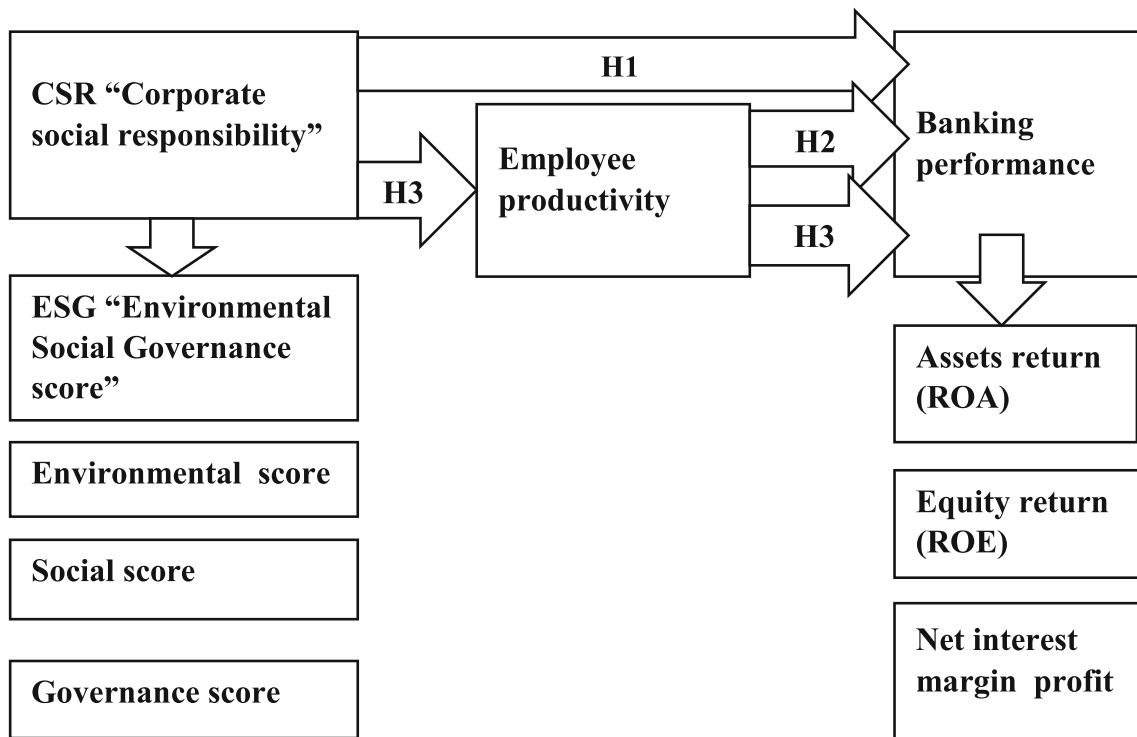 CSR “Corporate
social responsibility”
H1
Banking
performance
Employee
productivity
H2
H3
H3
ESG “Environmental
Social Governance
score”
Assets return
(ROA)
Environmental score
Equity return
(ROE)
Social score
Net interest
margin profit
Governance score